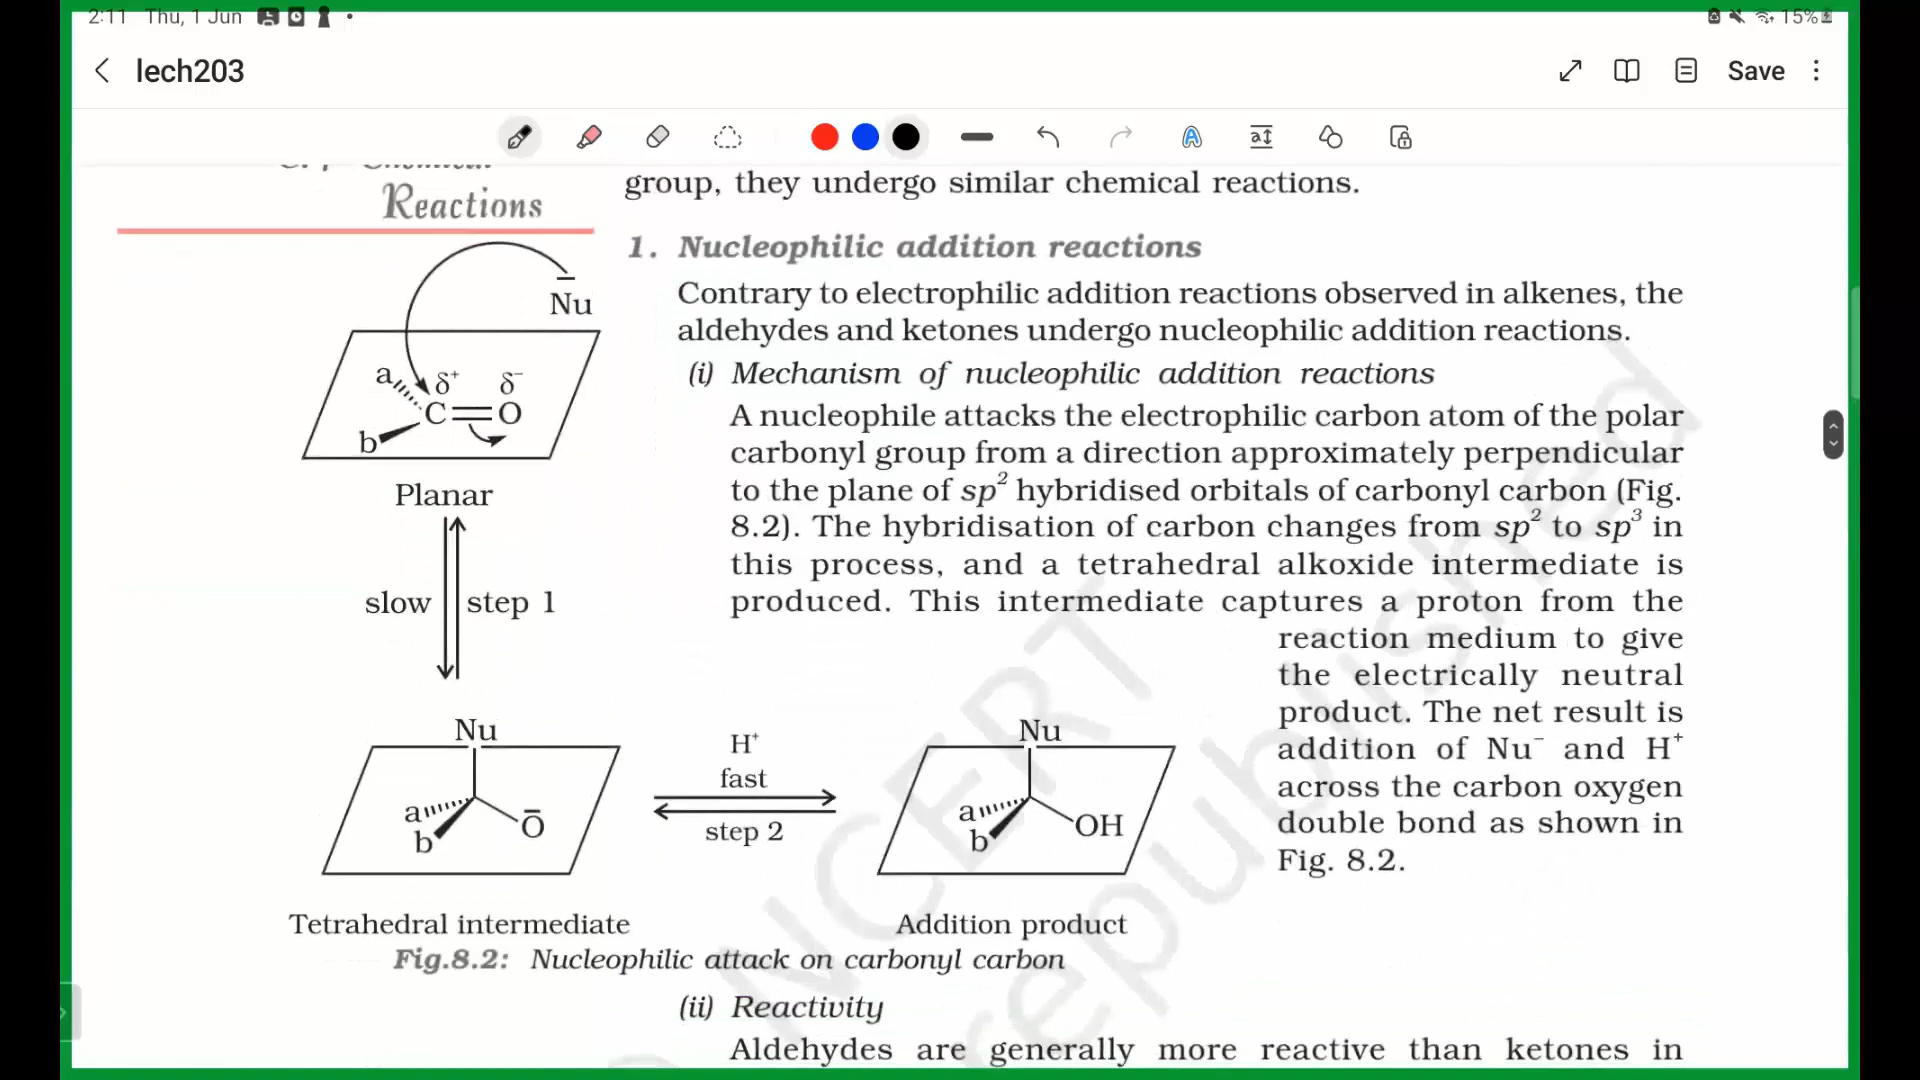 2:11 Thu, 1 Jun
15%
lech203
Save
Reactions
group, they undergo similar chemical reactions.
1. Nucleophilic addition reactions
Contrary to electrophilic addition reactions observed in alkenes, the
aldehydes and ketones undergo nucleophilic addition reactions.
(i) Mechanism of nucleophilic addition reactions
A nucleophile attacks the electrophilic carbon atom of the polar
carbonyl group from a direction approximately perpendicular
to the plane of sp² hybridised orbitals of carbonyl carbon (Fig.
8.2). The hybridisation of carbon changes from sp² to sp³ in
this process, and a tetrahedral alkoxide intermediate is
produced. This intermediate captures a proton from the
reaction medium to give
the electrically neutral
product. The net result is
addition of Nu⁻ and H⁺
across the carbon oxygen
double bond as shown in
Fig. 8.2.
Nu
a δ⁺ δ⁻
C=O
b
Planar
slow step 1
Nu
a
b
O
Tetrahedral intermediate
H⁺
fast
step 2
Nu
a
b
OH
Addition product
Fig.8.2: Nucleophilic attack on carbonyl carbon
(ii) Reactivity
Aldehydes are generally more reactive than ketones in
NCERT
republished